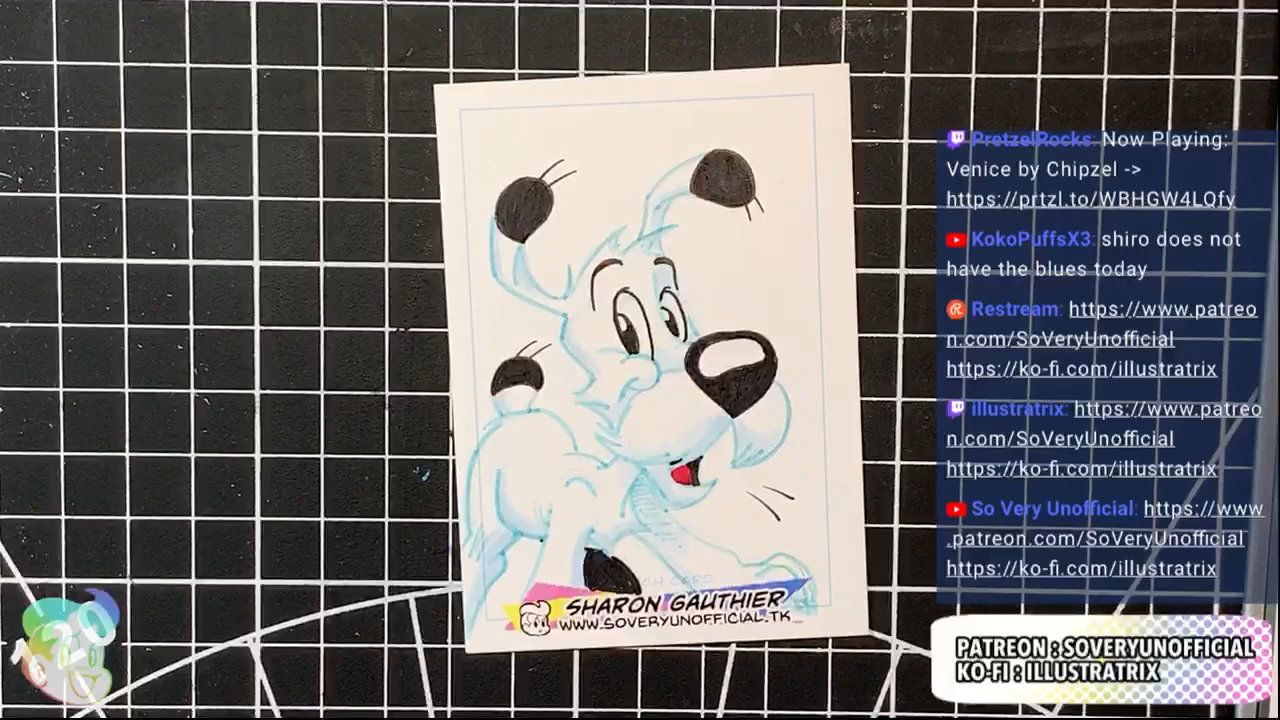 PretzelRocks: Now Playing:
Venice by Chipzel ->
https://prtzl.to/WBHGW4LQfy
KokoPuffsX3: shiro does not
have the blues today
Restream: https://www.patreo
n.com/SoVeryUnofficial
https://ko-fi.com/illustratrix
illustratrix: https://www.patreo
n.com/SoVeryUnofficial
https://ko-fi.com/illustratrix
So Very Unofficial: https://www
.patreon.com/SoVeryUnofficial
https://ko-fi.com/illustratrix
SHARON GAUTHIER
WWW.SOVERYUNOFFICIAL.TK
PATREON : SOVERYUNOFFICIAL
KO-FI : ILLUSTRATRIX